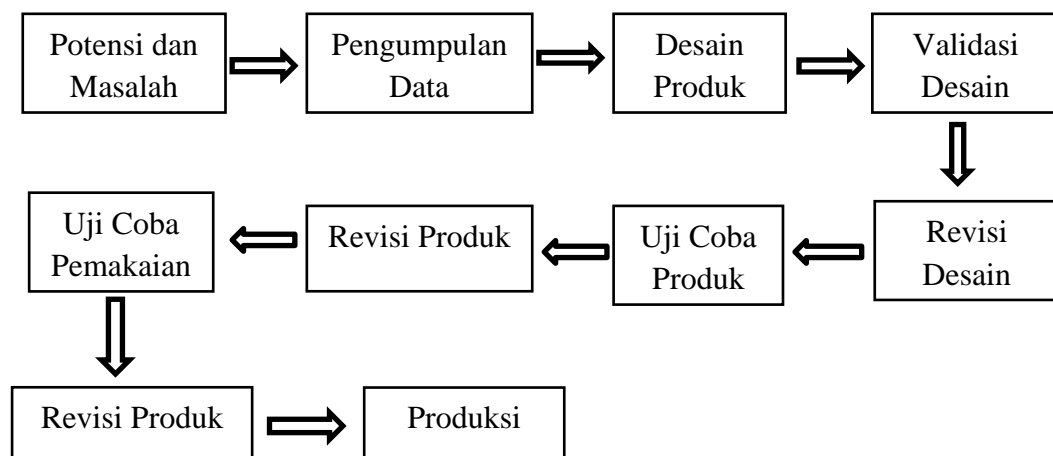 Potensi dan
Masalah
Pengumpulan
Data
Desain
Produk
Validasi
Desain
Revisi
Desain
Uji Coba
Produk
Revisi Produk
Uji Coba
Pemakaian
Revisi Produk
Produksi